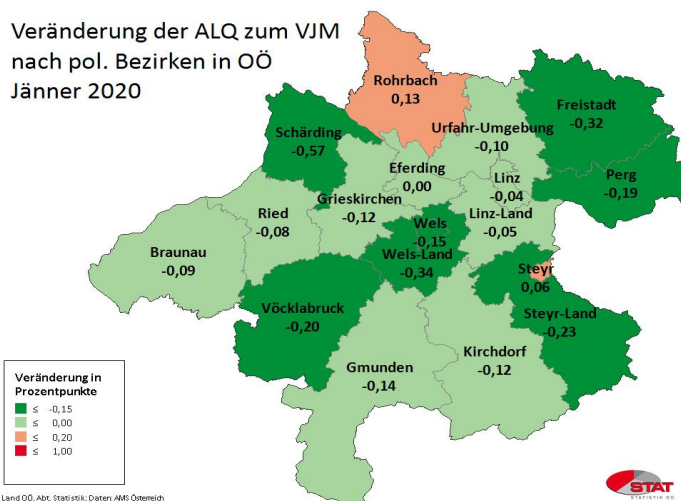 Veränderung der ALQ zum VJM
nach pol. Bezirken in OÖ
Jänner 2020
Rohrbach
0,13
Freistadt
-0,32
Schärding
-0,57
Urfahr-Umgebung
-0,10
Eferding
0,00
Linz
-0,04
Perg
-0,19
Grieskirchen
-0,12
Ried
-0,08
Wels
-0,15
Linz-Land
-0,05
Braunau
-0,09
Wels-Land
-0,34
Steyr
0,06
Vöcklabruck
-0,20
Steyr-Land
-0,23
Kirchdorf
-0,12
Gmunden
-0,14
Veränderung in
Prozentpunkte
≤ -0,15
≤ 0,00
≤ 0,20
≤ 1,00
Land OÖ, Abt. Statistik; Daten: AMS Österreich
STAT
STATISTIK OÖ